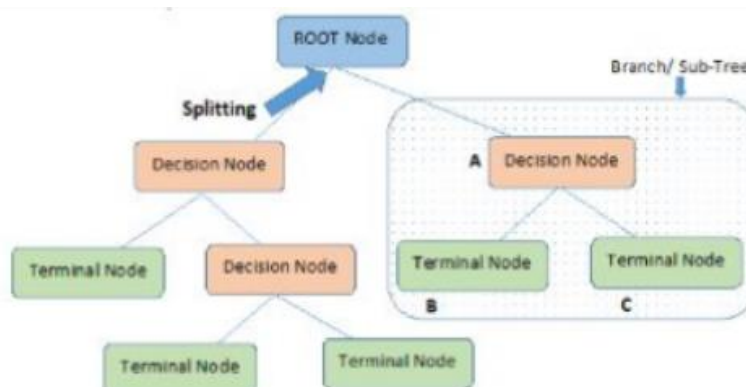 ROOT Node
Branch/ Sub-Tree
Splitting
Decision Node
A Decision Node
Terminal Node
Decision Node
Terminal Node
Terminal Node
B
C
Terminal Node
Terminal Node